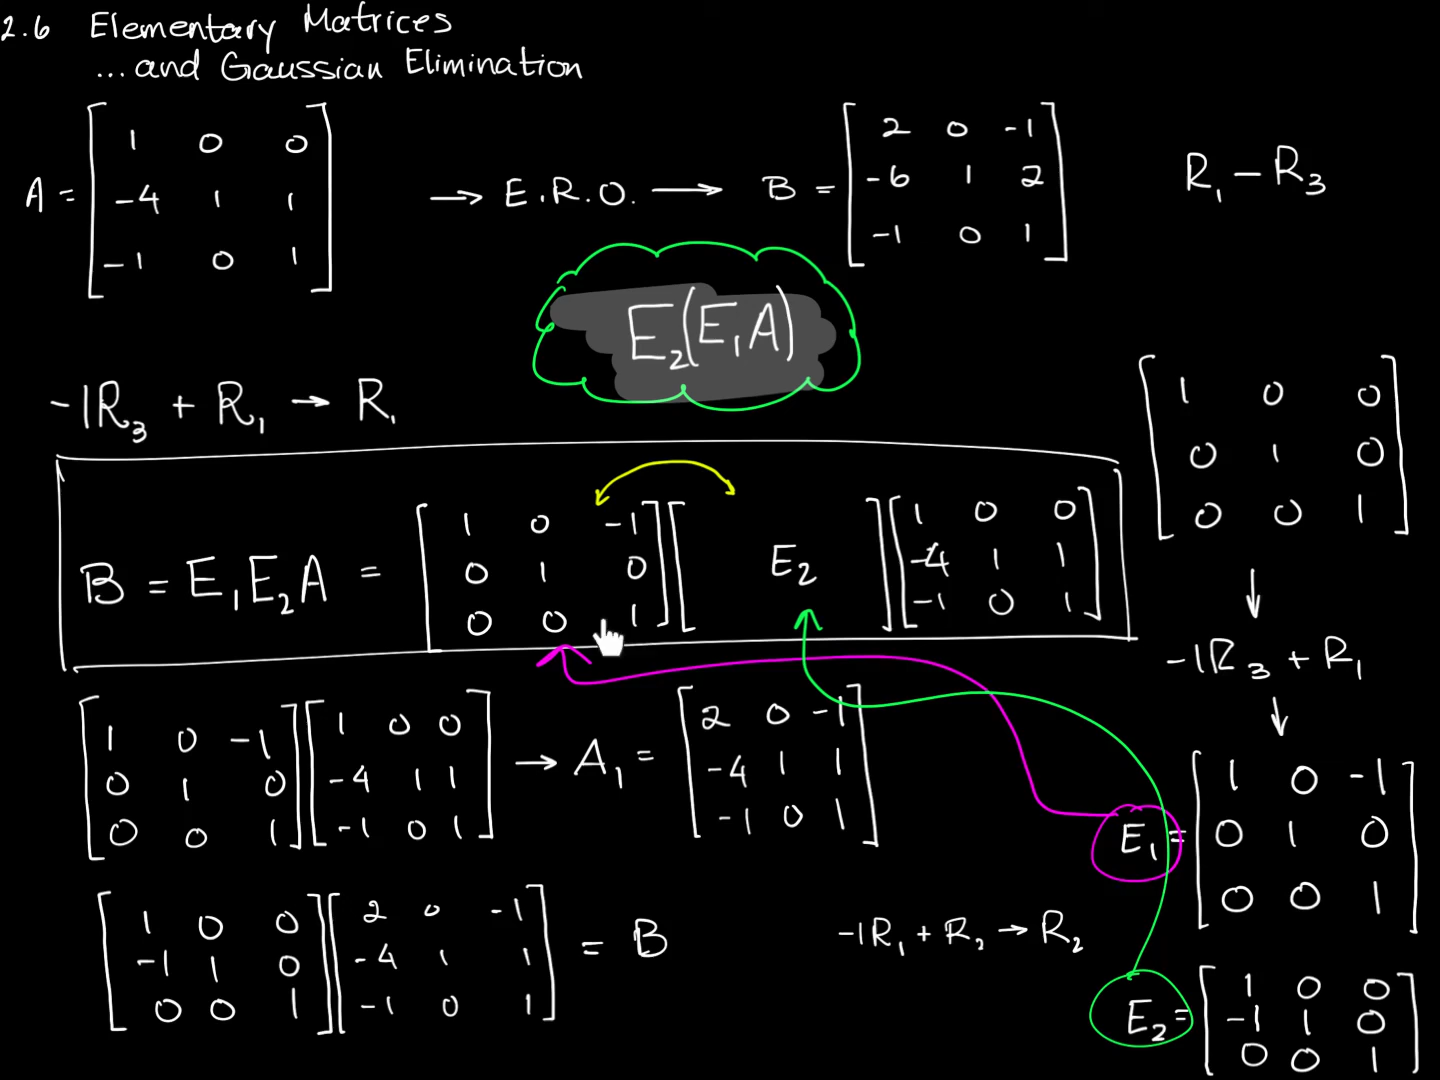 2.6 Elementary Matrices
...and Gaussian Elimination
A = [ 1 0 0
-4 1 1
-1 0 1 ]
→ E.R.O. →
B = [ 2 0 -1
-6 1 2
-1 0 1 ]
R₁ - R₃
E₂(E₁A)
-1R₃ + R₁ → R₁
[ 1 0 0
0 1 0
0 0 1 ]
↓
-1R₃ + R₁
↓
E₁ = [ 1 0 -1
0 1 0
0 0 1 ]
B = E₁E₂A =
[ 1 0 -1
0 1 0
0 0 1 ]
[ E₂ ]
[ 1 0 0
-4 1 1
-1 0 1 ]
[ 1 0 -1
0 1 0
0 0 1 ]
[ 1 0 0
-4 1 1
-1 0 1 ]
→ A₁ =
[ 2 0 -1
-4 1 1
-1 0 1 ]
[ 1 0 0
-1 1 0
0 0 1 ]
[ 2 0 -1
-4 1 1
-1 0 1 ]
= B
-1R₁ + R₂ → R₂
E₂ = [ 1 0 0
-1 1 0
0 0 1 ]